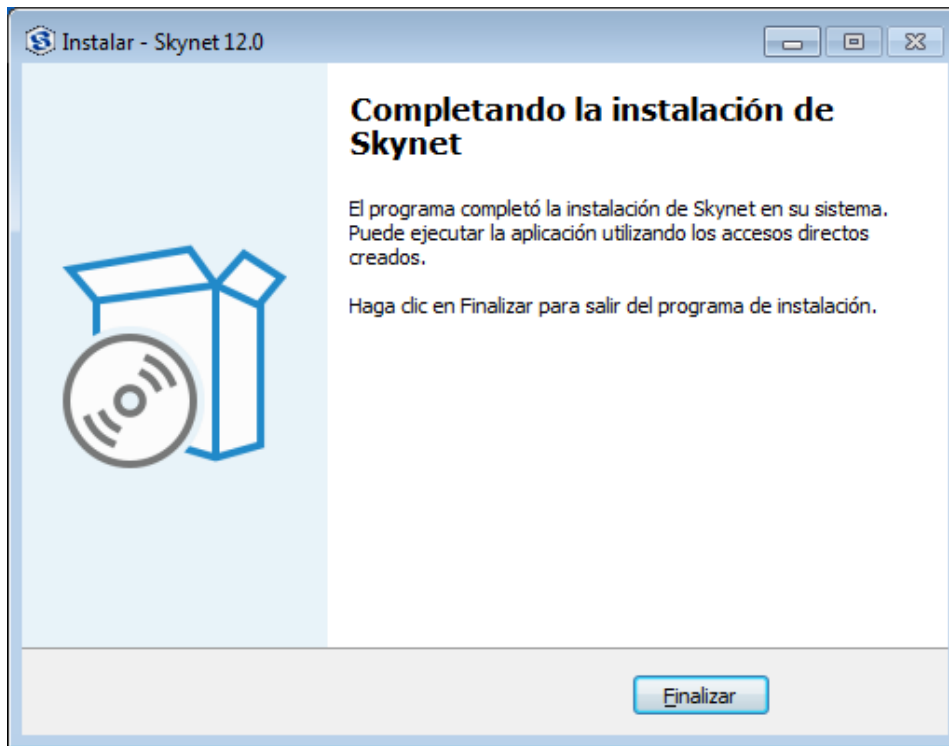 Instalar - Skynet 12.0
Completando la instalación de
Skynet
El programa completó la instalación de Skynet en su sistema.
Puede ejecutar la aplicación utilizando los accesos directos
creados.
Haga clic en Finalizar para salir del programa de instalación.
Finalizar